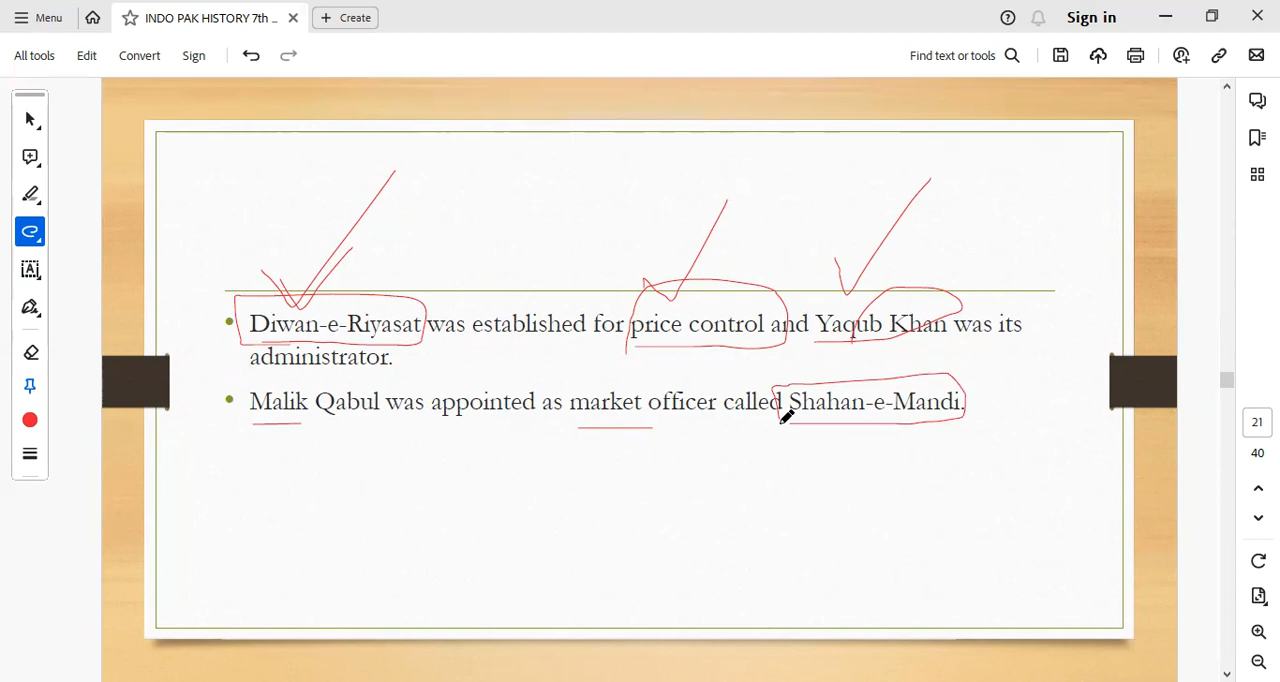 Menu
INDO PAK HISTORY 7th ...
Create
Sign in
All tools
Edit
Convert
Sign
Find text or tools
Diwan-e-Riyasat was established for price control and Yaqub Khan was its
administrator.
Malik Qabul was appointed as market officer called Shahan-e-Mandi.
21
40